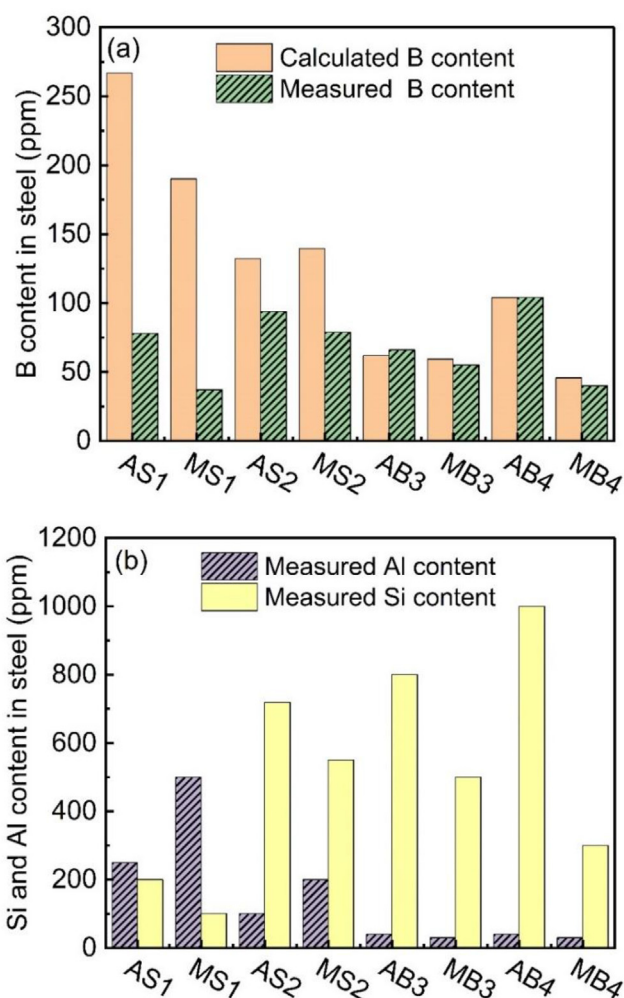 (a)
Calculated B content
Measured B content
B content in steel (ppm)
300
250
200
150
100
50
0
AS1 MS1 AS2 MS2 AB3 MB3 AB4 MB4
(b)
Measured Al content
Measured Si content
Si and Al content in steel (ppm)
1200
1000
800
600
400
200
0
AS1 MS1 AS2 MS2 AB3 MB3 AB4 MB4